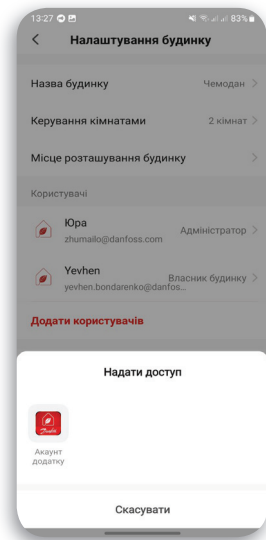 13:27 83%
Налаштування будинку
Назва будинку Чемодан
Керування кімнатами 2 кімнат
Місце розташування будинку
Користувачі
Юра
zhumailo@danfoss.com
Адміністратор
Yevhen
yevhen.bondarenko@danfos...
Власник будинку
Додати користувачів
Надати доступ
Danfoss
Акаунт
додатку
Скасувати